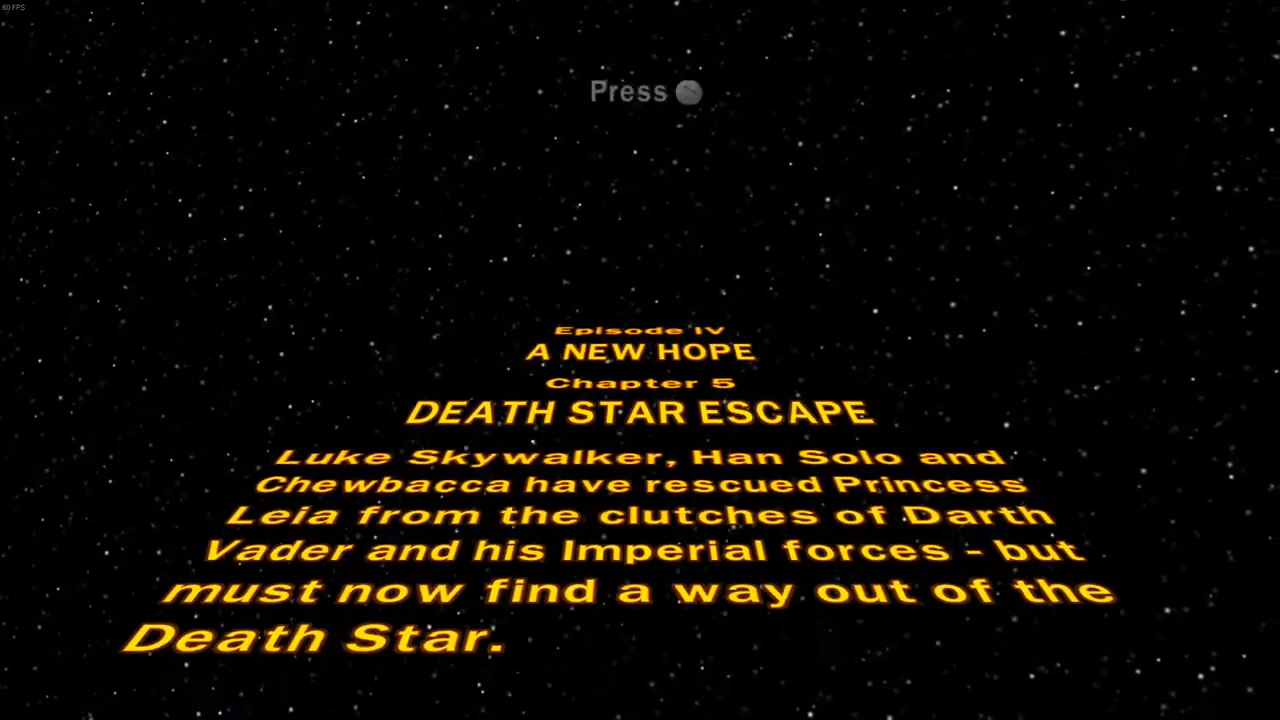 60 FPS
Press
Episode IV
A NEW HOPE
Chapter 5
DEATH STAR ESCAPE
Luke Skywalker, Han Solo and
Chewbacca have rescued Princess
Leia from the clutches of Darth
Vader and his Imperial forces - but
must now find a way out of the
Death Star.